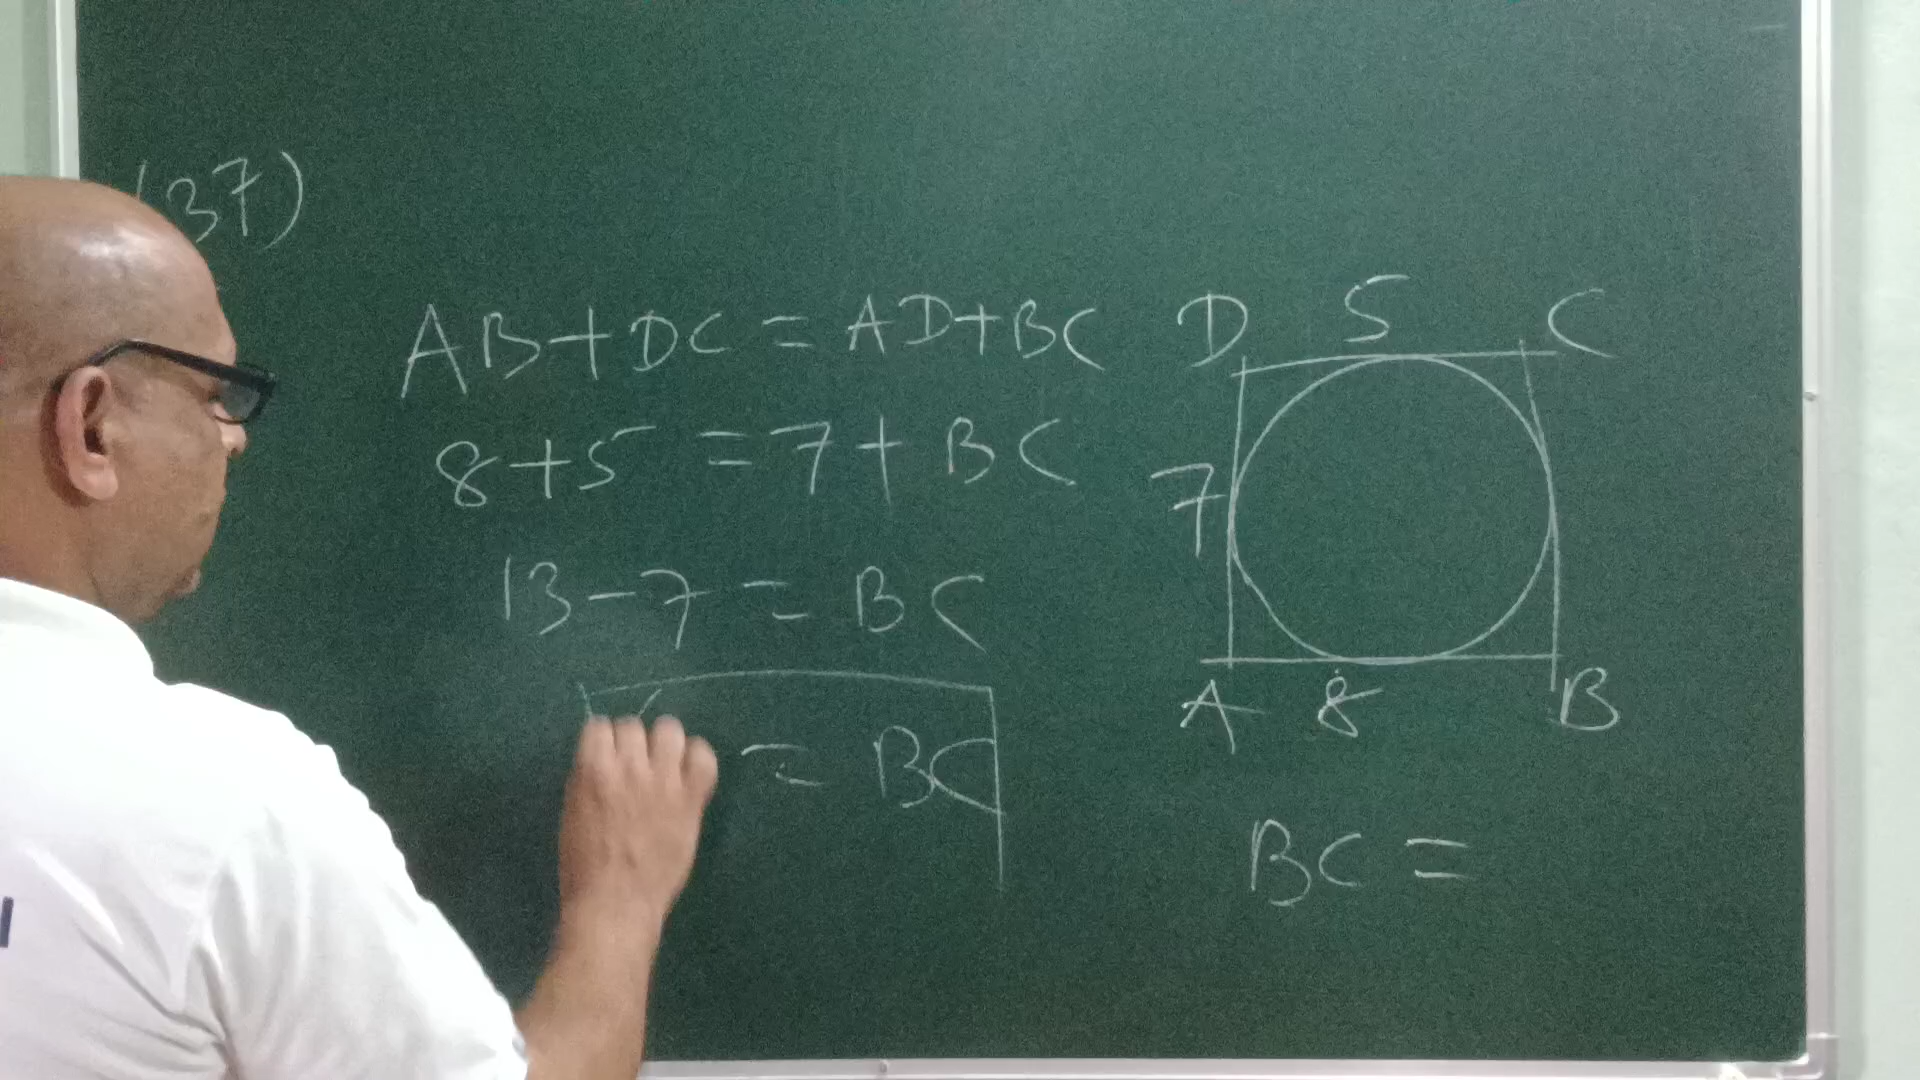 (37)
AB+DC = AD+BC
8+5 = 7+ BC
13-7 = BC
= BC
D 5 C
7
A 8 B
BC =